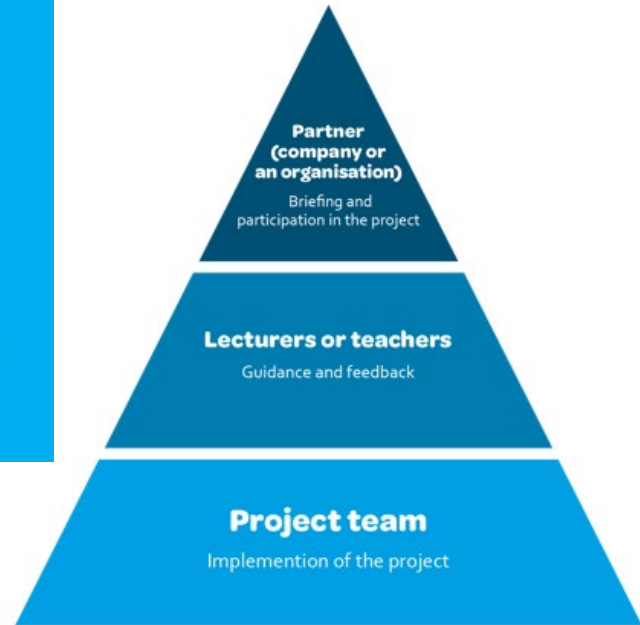 Partner
(company or
an organisation)
Briefing and
participation in the project
Lecturers or teachers
Guidance and feedback
Project team
Implemention of the project